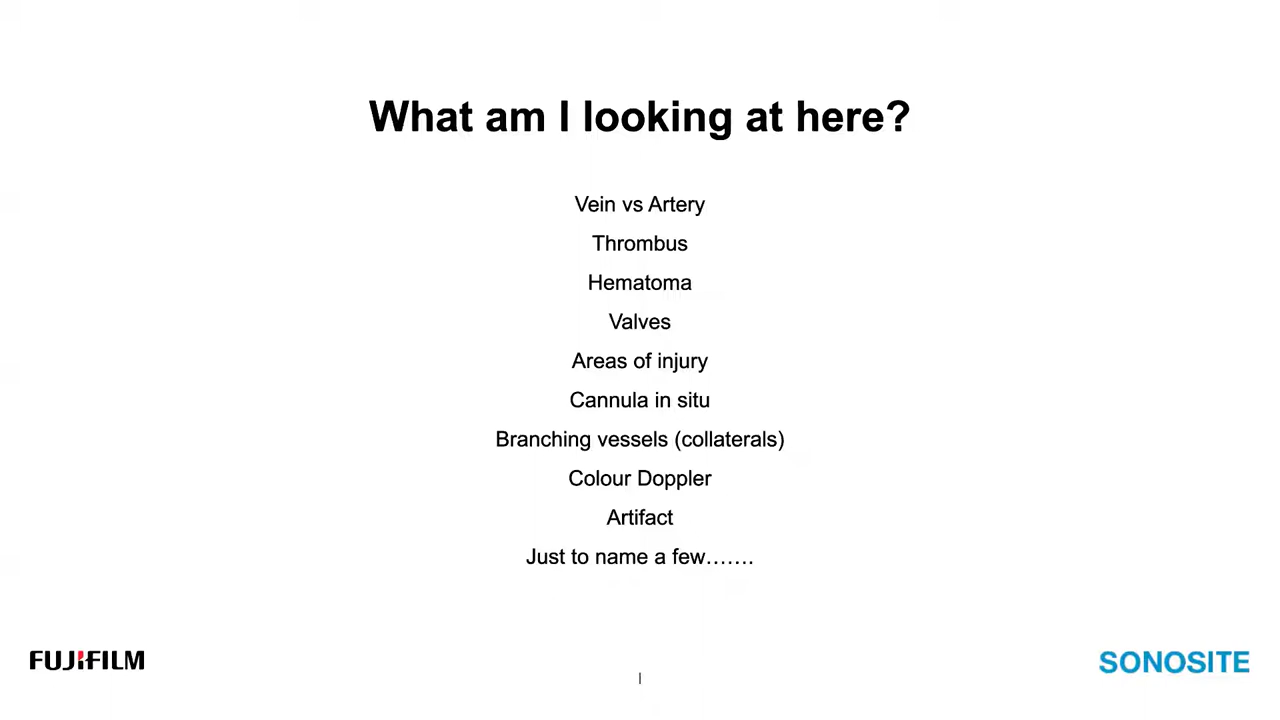 What am I looking at here?
Vein vs Artery
Thrombus
Hematoma
Valves
Areas of injury
Cannula in situ
Branching vessels (collaterals)
Colour Doppler
Artifact
Just to name a few…….
FUJIFILM
SONOSITE
|